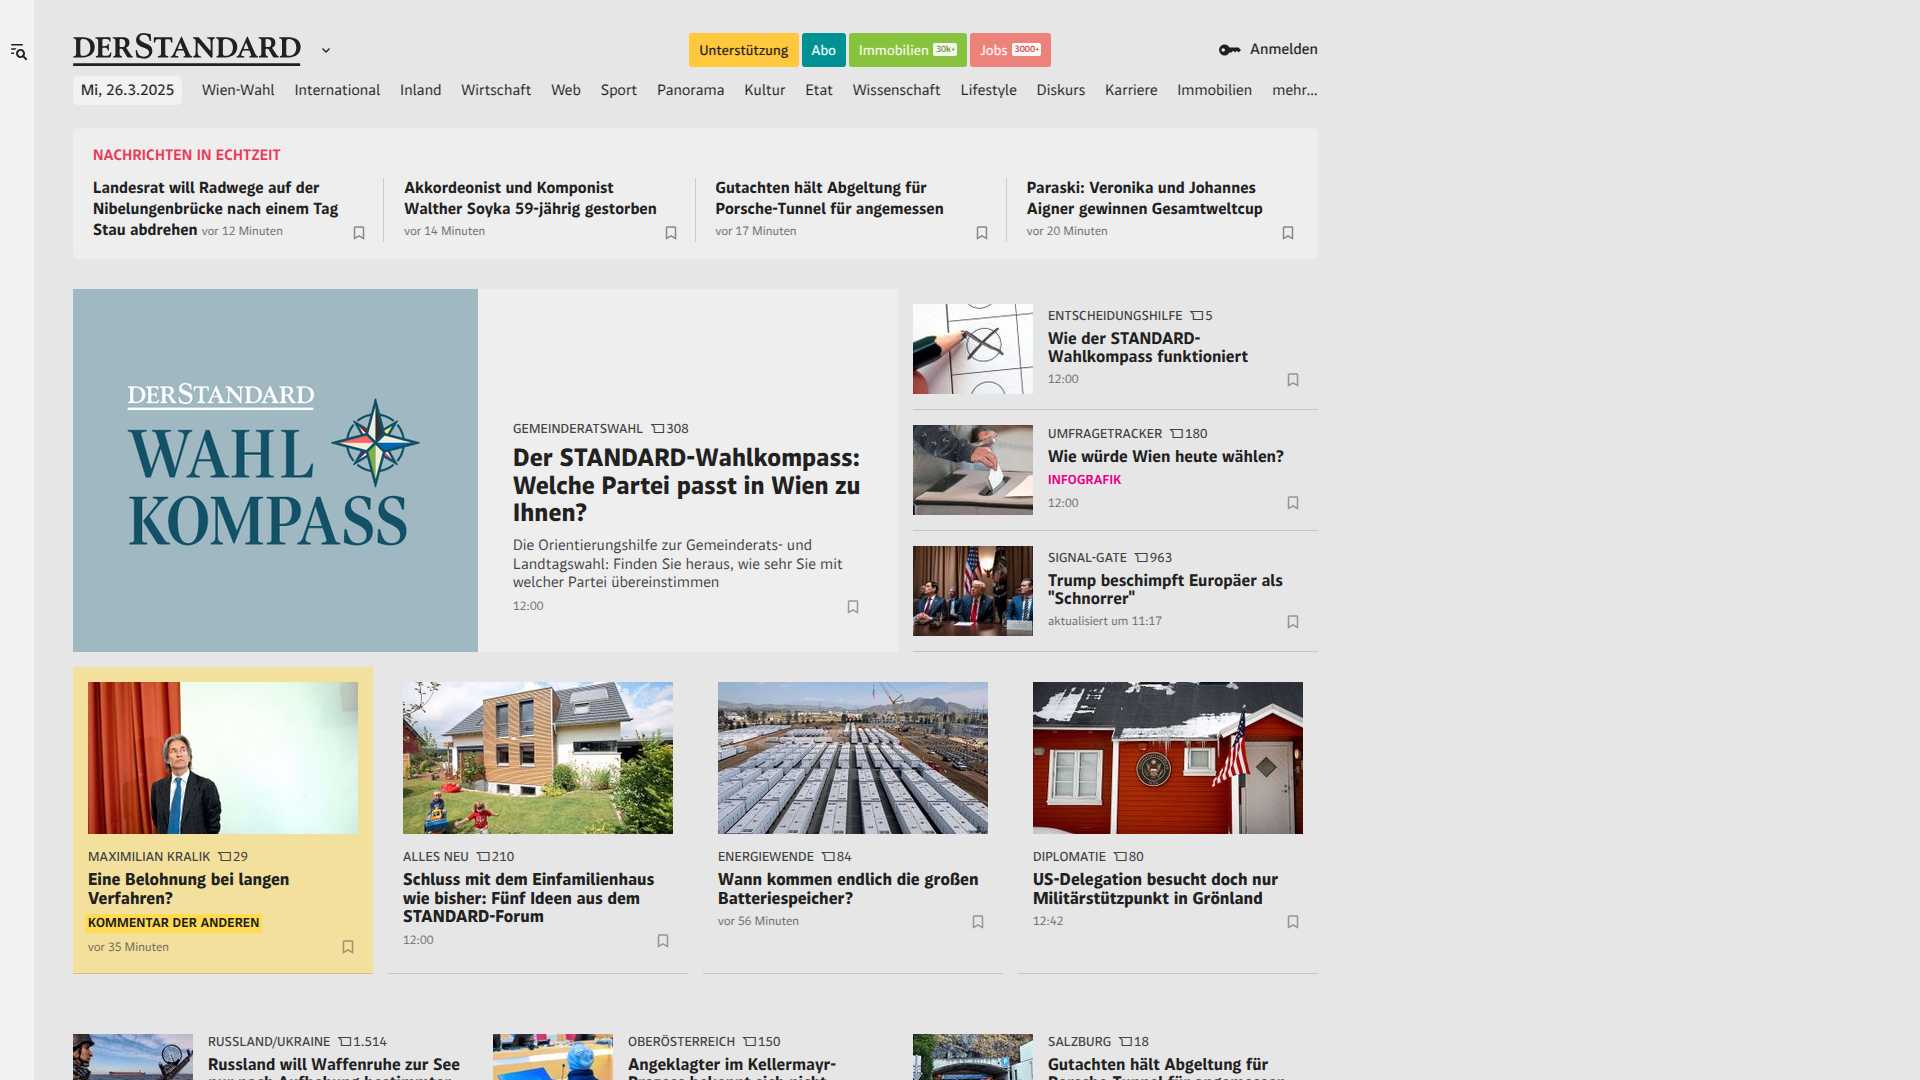 DERSTANDARD
Unterstützung
Abo
Immobilien 30k+
Jobs 3000+
Anmelden
Mi, 26.3.2025
Wien-Wahl
International
Inland
Wirtschaft
Web
Sport
Panorama
Kultur
Etat
Wissenschaft
Lifestyle
Diskurs
Karriere
Immobilien
mehr...
NACHRICHTEN IN ECHTZEIT
Landesrat will Radwege auf der
Nibelungenbrücke nach einem Tag
Stau abdrehen vor 12 Minuten
Akkordeonist und Komponist
Walther Soyka 59-jährig gestorben
vor 14 Minuten
Gutachten hält Abgeltung für
Porsche-Tunnel für angemessen
vor 17 Minuten
Paraski: Veronika und Johannes
Aigner gewinnen Gesamtweltcup
vor 20 Minuten
DERSTANDARD
WAHL
KOMPASS
GEMEINDERATSWAHL 308
Der STANDARD-Wahlkompass:
Welche Partei passt in Wien zu
Ihnen?
Die Orientierungshilfe zur Gemeinderats- und
Landtagswahl: Finden Sie heraus, wie sehr Sie mit
welcher Partei übereinstimmen
12:00
ENTSCHEIDUNGSHILFE 5
Wie der STANDARD-
Wahlkompass funktioniert
12:00
UMFRAGETRACKER 180
Wie würde Wien heute wählen?
INFOGRAFIK
12:00
SIGNAL-GATE 963
Trump beschimpft Europäer als
"Schnorrer"
aktualisiert um 11:17
MAXIMILIAN KRALIK 29
Eine Belohnung bei langen
Verfahren?
KOMMENTAR DER ANDEREN
vor 35 Minuten
ALLES NEU 210
Schluss mit dem Einfamilienhaus
wie bisher: Fünf Ideen aus dem
STANDARD-Forum
12:00
ENERGIEWENDE 84
Wann kommen endlich die großen
Batteriespeicher?
vor 56 Minuten
DIPLOMATIE 80
US-Delegation besucht doch nur
Militärstützpunkt in Grönland
12:42
RUSSLAND/UKRAINE 1.514
Russland will Waffenruhe zur See
OBERÖSTERREICH 150
Angeklagter im Kellermayr-
SALZBURG 18
Gutachten hält Abgeltung für